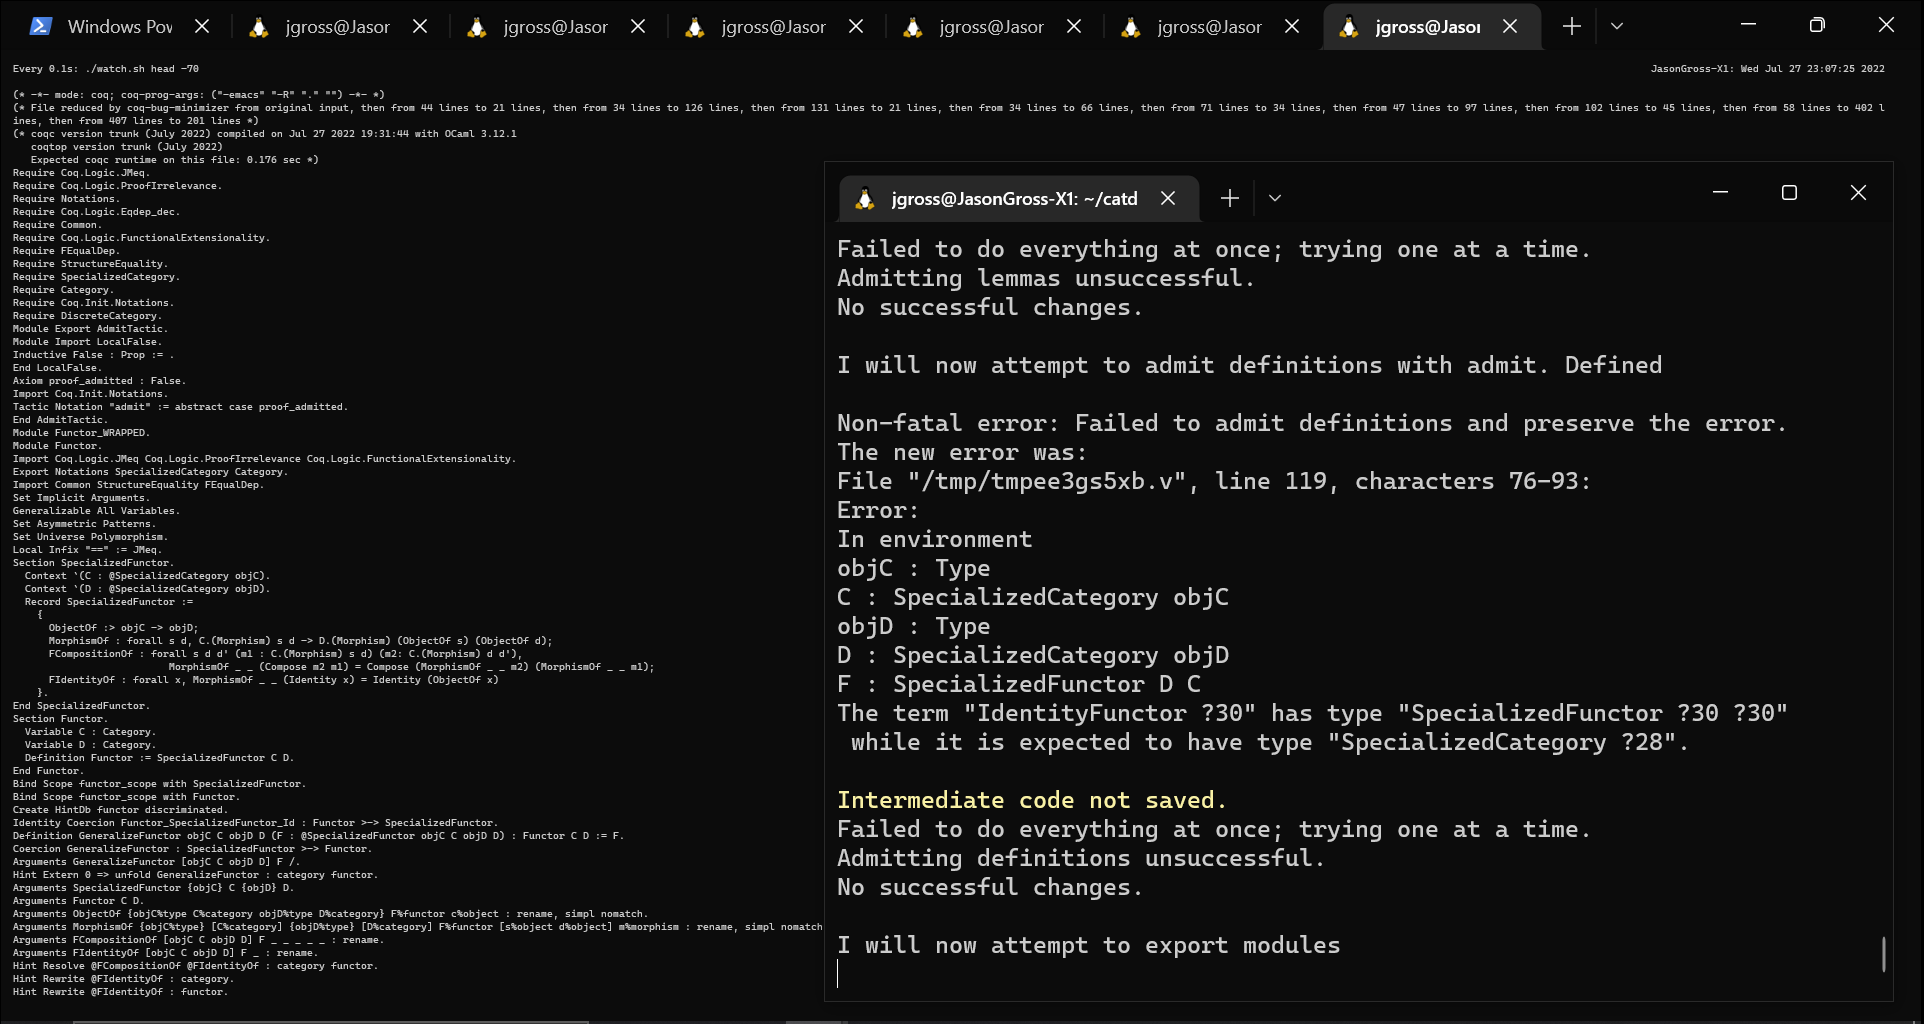 Windows Pov
jgross@Jasor
jgross@Jasor
jgross@Jasor
jgross@Jasor
jgross@Jasor
jgross@Jasor
Every 0.1s: ./watch.sh head -70
JasonGross-X1: Wed Jul 27 23:07:25 2022
(* -*- mode: coq; coq-prog-args: ("-emacs" "-R" "." "") -*- *)
(* File reduced by coq-bug-minimizer from original input, then from 44 lines to 21 lines, then from 34 lines to 126 lines, then from 131 lines to 21 lines, then from 34 lines to 66 lines, then from 71 lines to 34 lines, then from 47 lines to 97 lines, then from 102 lines to 45 lines, then from 58 lines to 402 l
ines, then from 407 lines to 201 lines *)
(* coqc version trunk (July 2022) compiled on Jul 27 2022 19:31:44 with OCaml 3.12.1
   coqtop version trunk (July 2022)
   Expected coqc runtime on this file: 0.176 sec *)
Require Coq.Logic.JMeq.
Require Coq.Logic.ProofIrrelevance.
Require Notations.
Require Coq.Logic.Eqdep_dec.
Require Common.
Require Coq.Logic.FunctionalExtensionality.
Require FEqualDep.
Require StructureEquality.
Require SpecializedCategory.
Require Category.
Require Coq.Init.Notations.
Require DiscreteCategory.
Module Export AdmitTactic.
Module Import LocalFalse.
Inductive False : Prop := .
End LocalFalse.
Axiom proof_admitted : False.
Import Coq.Init.Notations.
Tactic Notation "admit" := abstract case proof_admitted.
End AdmitTactic.
Module Functor_WRAPPED.
Module Functor.
Import Coq.Logic.JMeq Coq.Logic.ProofIrrelevance Coq.Logic.FunctionalExtensionality.
Export Notations SpecializedCategory Category.
Import Common StructureEquality FEqualDep.
Set Implicit Arguments.
Generalizable All Variables.
Set Asymmetric Patterns.
Set Universe Polymorphism.
Local Infix "==" := JMeq.
Section SpecializedFunctor.
  Context `(C : @SpecializedCategory objC).
  Context `(D : @SpecializedCategory objD).
  Record SpecializedFunctor :=
    {
      ObjectOf :> objC -> objD;
      MorphismOf : forall s d, C.(Morphism) s d -> D.(Morphism) (ObjectOf s) (ObjectOf d);
      FCompositionOf : forall s d d' (m1 : C.(Morphism) s d) (m2: C.(Morphism) d d'),
                          MorphismOf _ _ (Compose m2 m1) = Compose (MorphismOf _ _ m2) (MorphismOf _ _ m1);
      FIdentityOf : forall x, MorphismOf _ _ (Identity x) = Identity (ObjectOf x)
    }.
End SpecializedFunctor.
Section Functor.
  Variable C : Category.
  Variable D : Category.
  Definition Functor := SpecializedFunctor C D.
End Functor.
Bind Scope functor_scope with SpecializedFunctor.
Bind Scope functor_scope with Functor.
Create HintDb functor discriminated.
Identity Coercion Functor_SpecializedFunctor_Id : Functor >-> SpecializedFunctor.
Definition GeneralizeFunctor objC C objD D (F : @SpecializedFunctor objC C objD D) : Functor C D := F.
Coercion GeneralizeFunctor : SpecializedFunctor >-> Functor.
Arguments GeneralizeFunctor [objC C objD D] F /.
Hint Extern 0 => unfold GeneralizeFunctor : category functor.
Arguments SpecializedFunctor {objC} C {objD} D.
Arguments Functor C D.
Arguments ObjectOf {objC%type C%category objD%type D%category} F%functor c%object : rename, simpl nomatch.
Arguments MorphismOf {objC%type} [C%category] {objD%type} [D%category] F%functor [s%object d%object] m%morphism : rename, simpl nomatch
Arguments FCompositionOf [objC C objD D] F _ _ _ _ _ : rename.
Arguments FIdentityOf [objC C objD D] F _ : rename.
Hint Resolve @FCompositionOf @FIdentityOf : category functor.
Hint Rewrite @FIdentityOf : category.
Hint Rewrite @FIdentityOf : functor.
jgross@JasonGross-X1: ~/catd
Failed to do everything at once; trying one at a time.
Admitting lemmas unsuccessful.
No successful changes.
I will now attempt to admit definitions with admit. Defined
Non-fatal error: Failed to admit definitions and preserve the error.
The new error was:
File "/tmp/tmpee3gs5xb.v", line 119, characters 76-93:
Error:
In environment
objC : Type
C : SpecializedCategory objC
objD : Type
D : SpecializedCategory objD
F : SpecializedFunctor D C
The term "IdentityFunctor ?30" has type "SpecializedFunctor ?30 ?30"
 while it is expected to have type "SpecializedCategory ?28".
Intermediate code not saved.
Failed to do everything at once; trying one at a time.
Admitting definitions unsuccessful.
No successful changes.
I will now attempt to export modules